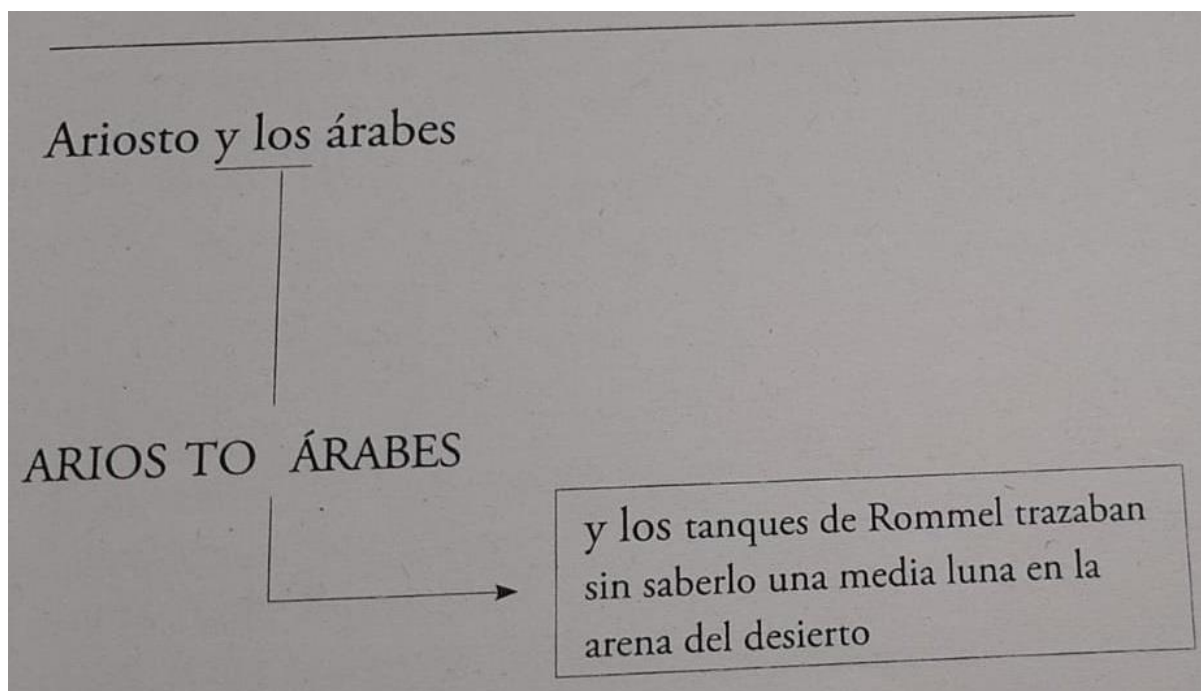 Ariosto y los árabes
ARIOS TO ÁRABES
y los tanques de Rommel trazaban
sin saberlo una media luna en la
arena del desierto